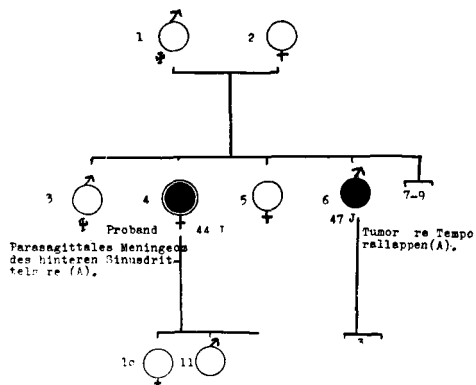 1
2
3
4
5
6
7-9
47 J
Proband 44
Parasagittales Meningeom
des hinteren Sinusdrit-
tels re (A).
Tumor re Tempo
rallappen(A).
3
10
11